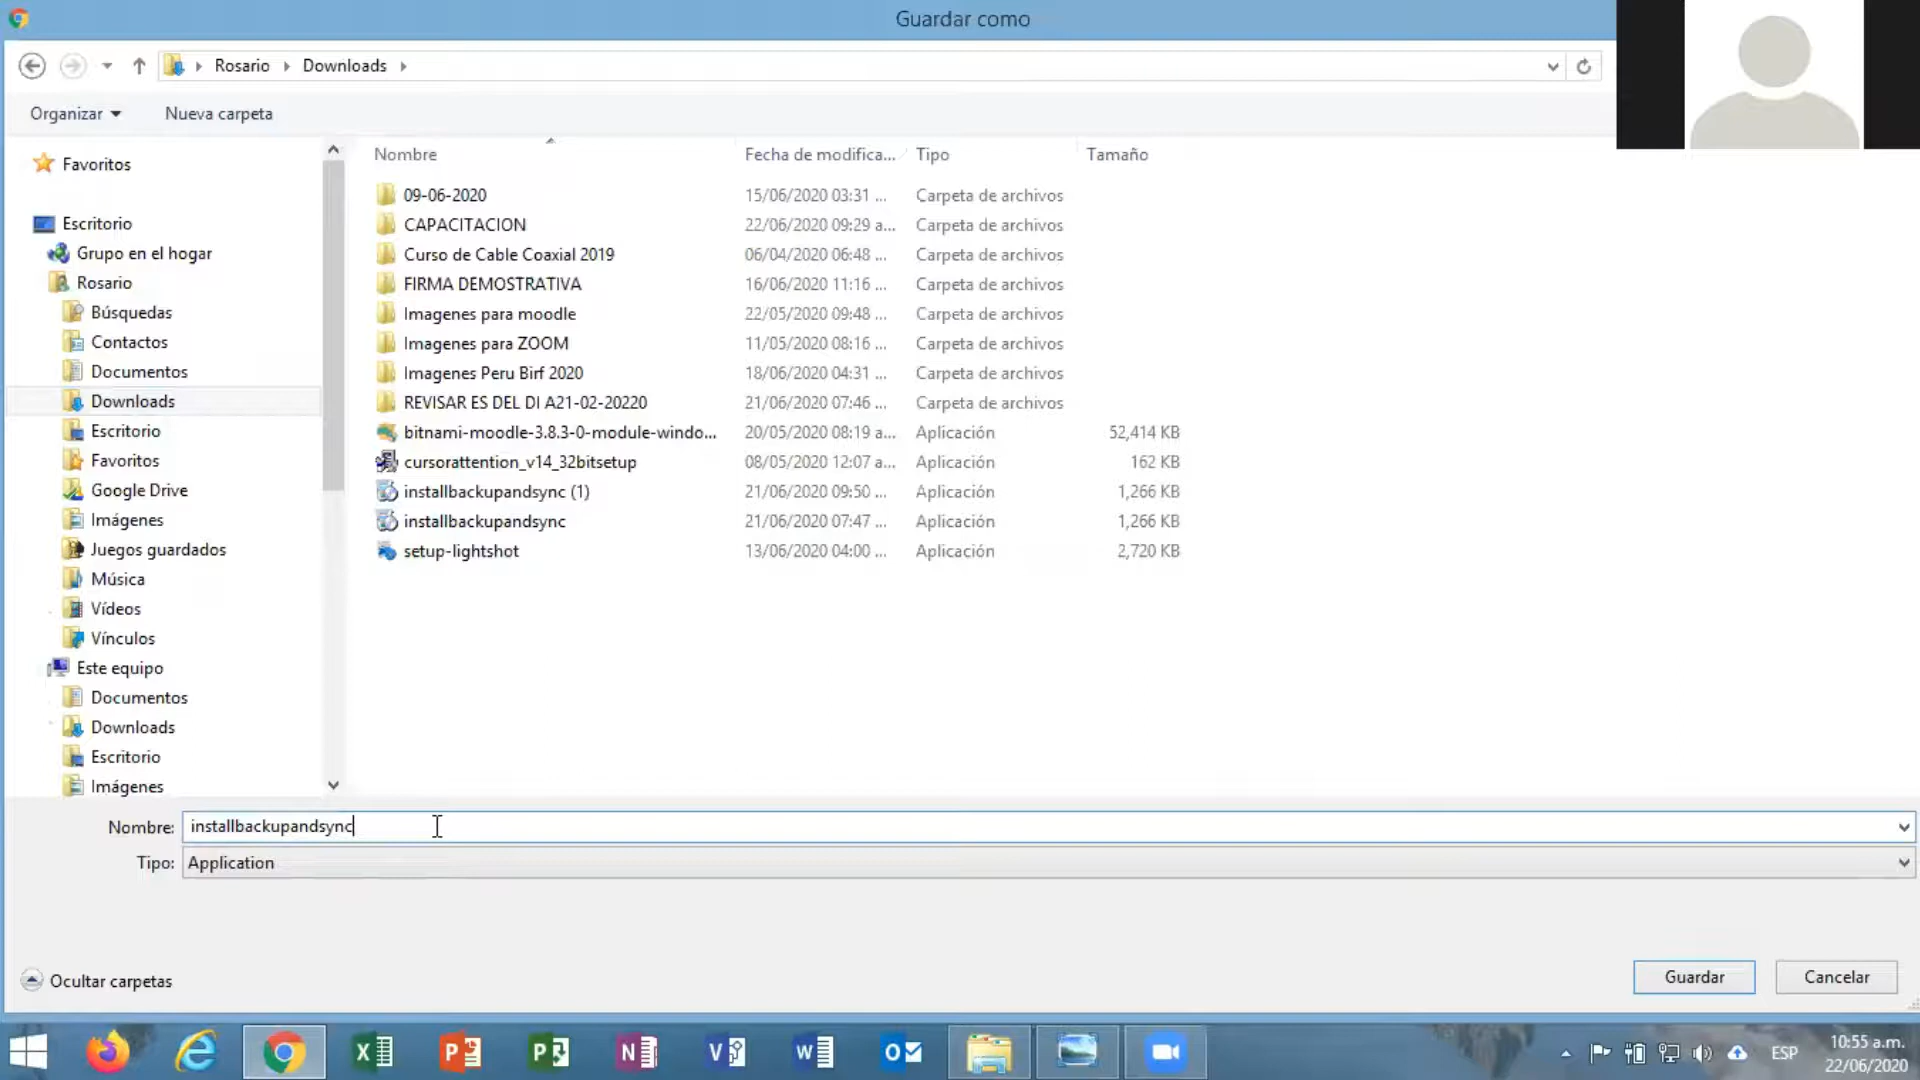 Guardar como
Rosario Downloads
Organizar Nueva carpeta
Favoritos
Escritorio
Grupo en el hogar
Rosario
Búsquedas
Contactos
Documentos
Downloads
Escritorio
Favoritos
Google Drive
Imágenes
Juegos guardados
Música
Vídeos
Vínculos
Este equipo
Documentos
Downloads
Escritorio
Imágenes
Nombre Fecha de modifica... Tipo Tamaño
09-06-2020 15/06/2020 03:31 ... Carpeta de archivos
CAPACITACION 22/06/2020 09:29 a... Carpeta de archivos
Curso de Cable Coaxial 2019 06/04/2020 06:48 ... Carpeta de archivos
FIRMA DEMOSTRATIVA 16/06/2020 11:16 ... Carpeta de archivos
Imagenes para moodle 22/05/2020 09:48 ... Carpeta de archivos
Imagenes para ZOOM 11/05/2020 08:16 ... Carpeta de archivos
Imagenes Peru Birf 2020 18/06/2020 04:31 ... Carpeta de archivos
REVISAR ES DEL DI A21-02-20220 21/06/2020 07:46 ... Carpeta de archivos
bitnami-moodle-3.8.3-0-module-windo... 20/05/2020 08:19 a... Aplicación 52,414 KB
cursorattention_v14_32bitsetup 08/05/2020 12:07 a... Aplicación 162 KB
installbackupandsync (1) 21/06/2020 09:50 ... Aplicación 1,266 KB
installbackupandsync 21/06/2020 07:47 ... Aplicación 1,266 KB
setup-lightshot 13/06/2020 04:00 ... Aplicación 2,720 KB
Nombre: installbackupandsync
Tipo: Application
Ocultar carpetas
Guardar Cancelar
ESP
10:55 a.m.
22/06/2020